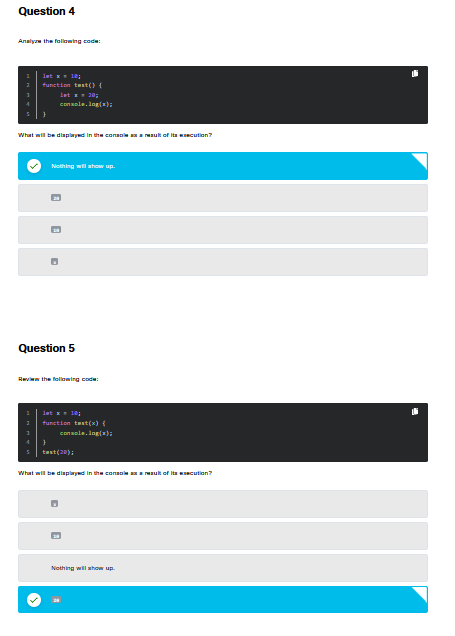 Question 4
Analyze the following code:
1 let x = 10;
2 function test() {
3 let x = 20;
4 console.log(x);
5 }
What will be displayed in the console as a result of its execution?
Nothing will show up.
x
Question 5
Review the following code:
1 let x = 10;
2 function test(x) {
3 console.log(x);
4 }
5 test(20);
What will be displayed in the console as a result of its execution?
x
Nothing will show up.
20